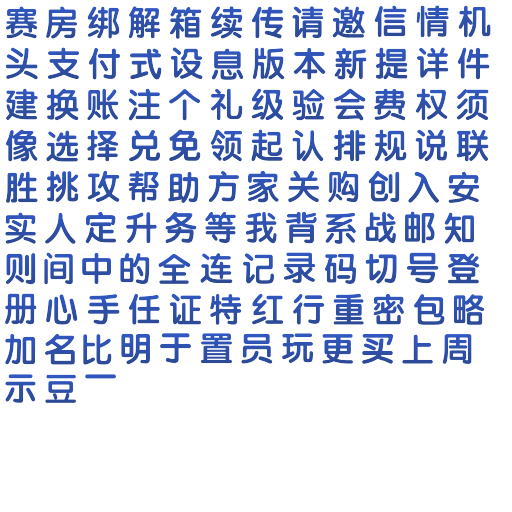 赛房绑解箱续传请邀信情机
头支付式设息版本新提详件
建换账注个礼级验会费权须
像选择兑免领起认排规说联
胜挑攻帮助方家关购创入安
实人定升务等我背系战邮知
则间中的全连记录码切号登
册心手任证特红行重密包略
加名比明于置员玩更买上周
示豆一